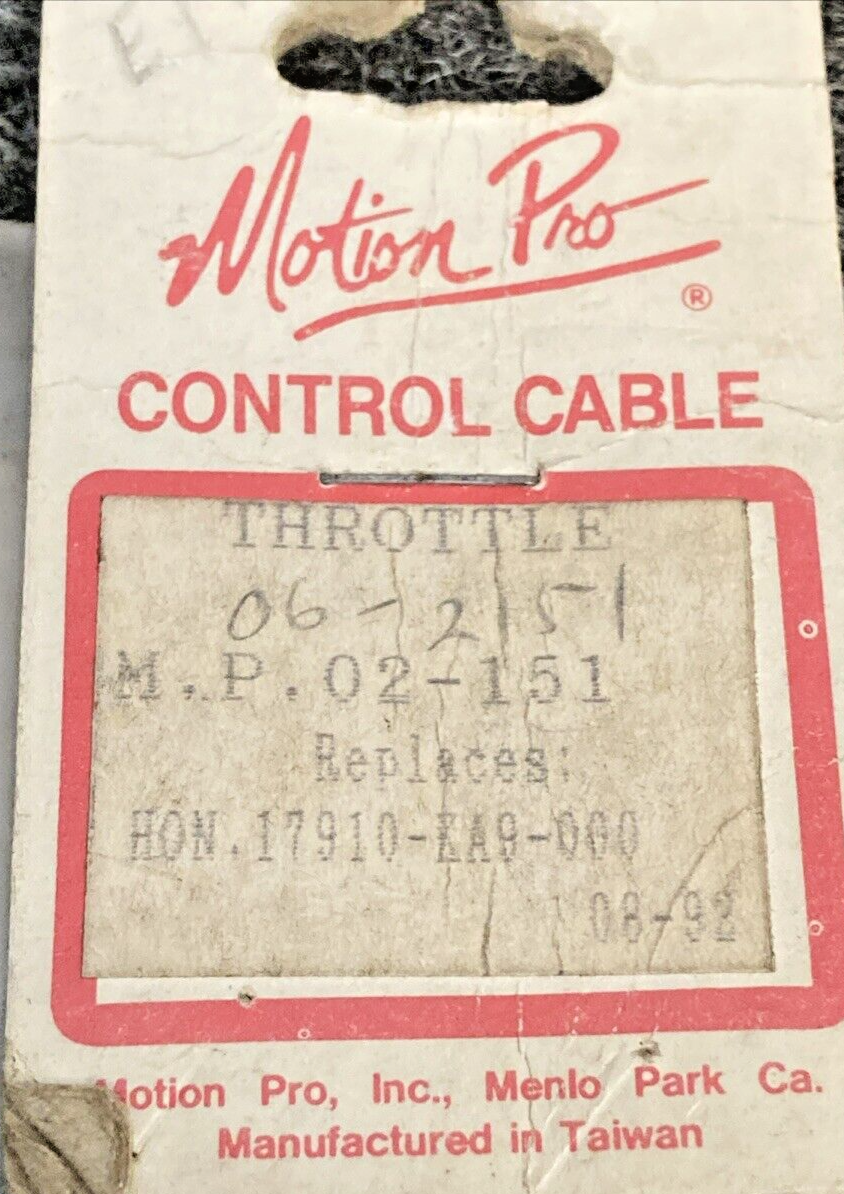 Motion Pro
®
CONTROL CABLE
THROTTLE
06-2151
M.P.02-151
Replaces:
HON.17910-KA9-000
08-92
Motion Pro, Inc., Menlo Park Ca.
Manufactured in Taiwan